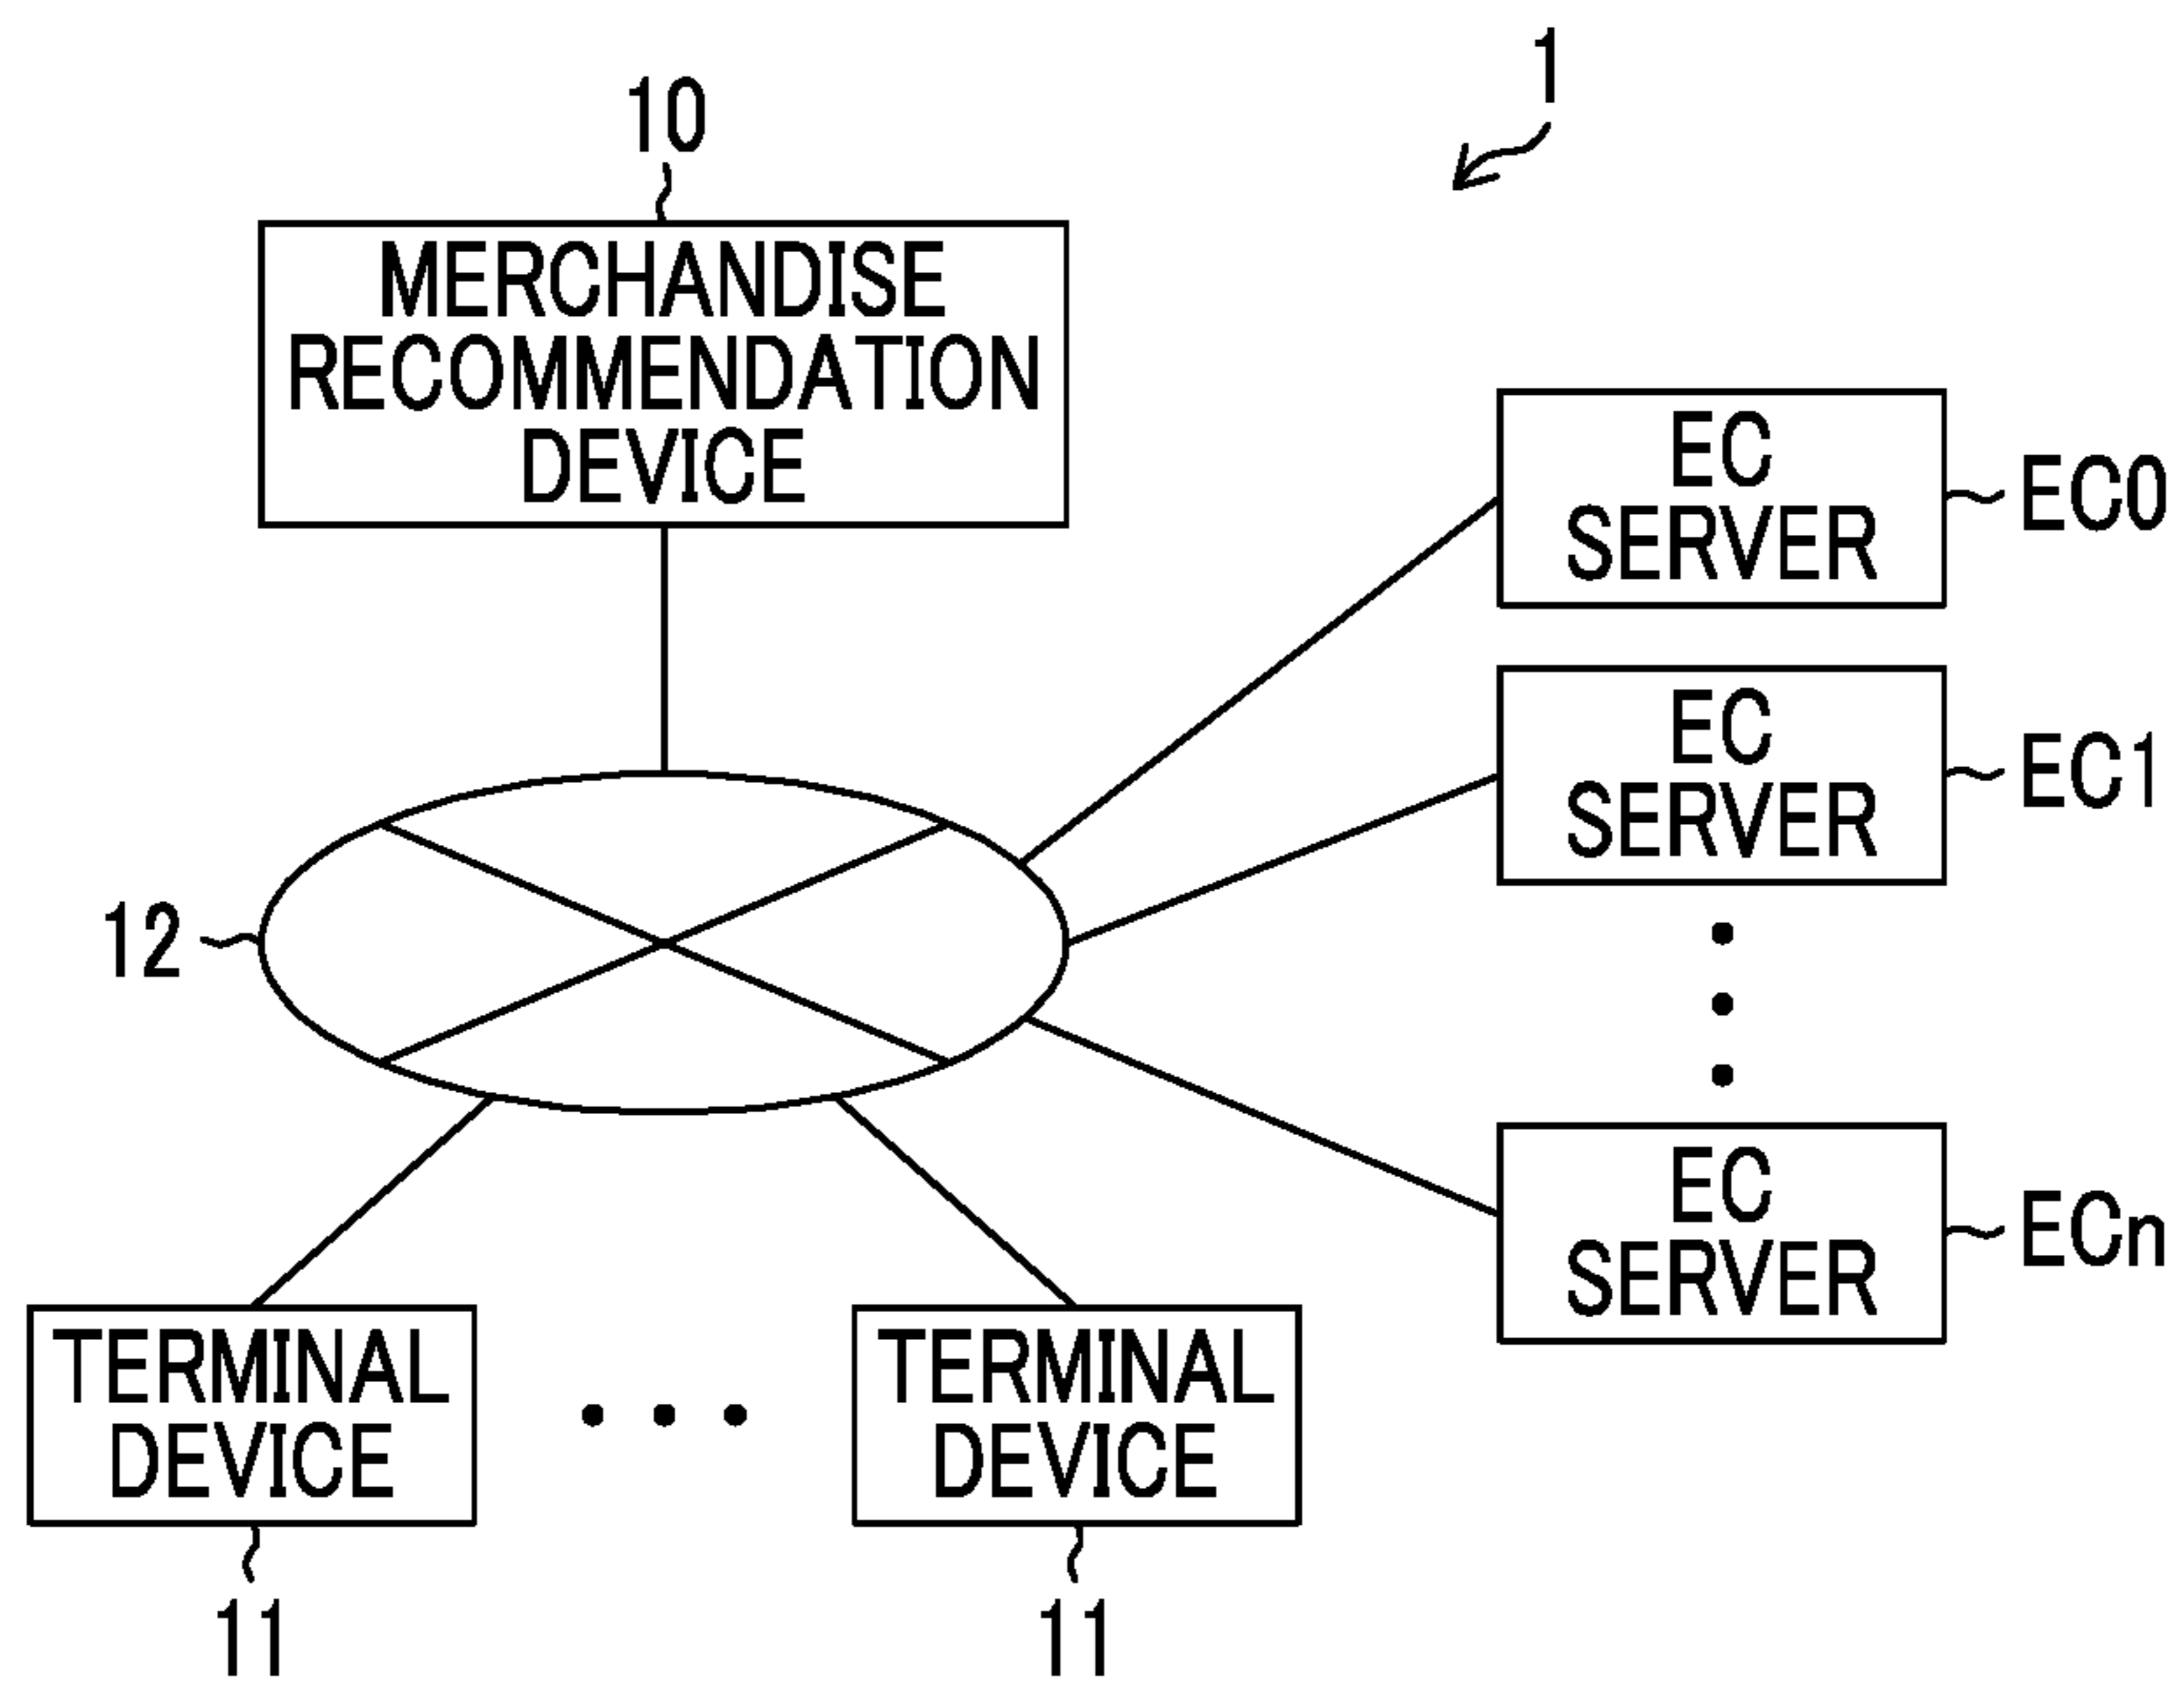 1
10
MERCHANDISE
RECOMMENDATION
DEVICE
EC
SERVER
EC0
EC
SERVER
EC1
12
EC
SERVER
ECn
TERMINAL
DEVICE
TERMINAL
DEVICE
11
11